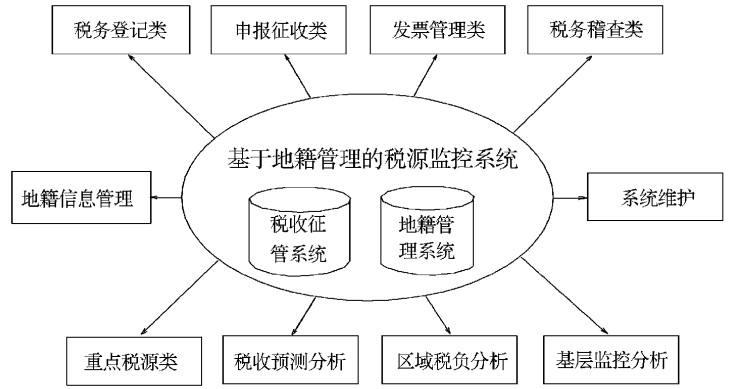 税务登记类
申报征收类
发票管理类
税务稽查类
基于地籍管理的税源监控系统
地籍信息管理
税收征
管系统
地籍管
理系统
系统维护
重点税源类
税收预测分析
区域税负分析
基层监控分析